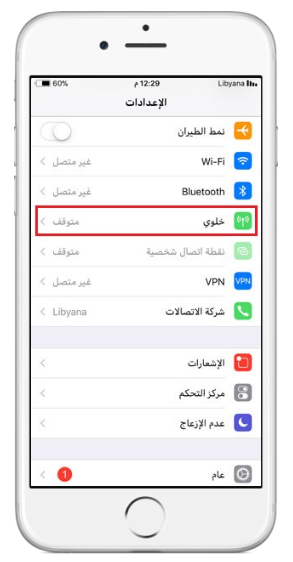 60% 12:29 م Libyana
الإعدادات
نمط الطيران
Wi-Fi غير متصل
Bluetooth غير متصل
خلوي متوقف
نقطة اتصال شخصية متوقف
VPN VPN غير متصل
شركة الاتصالات Libyana
الإشعارات
مركز التحكم
عدم الإزعاج
عام 1